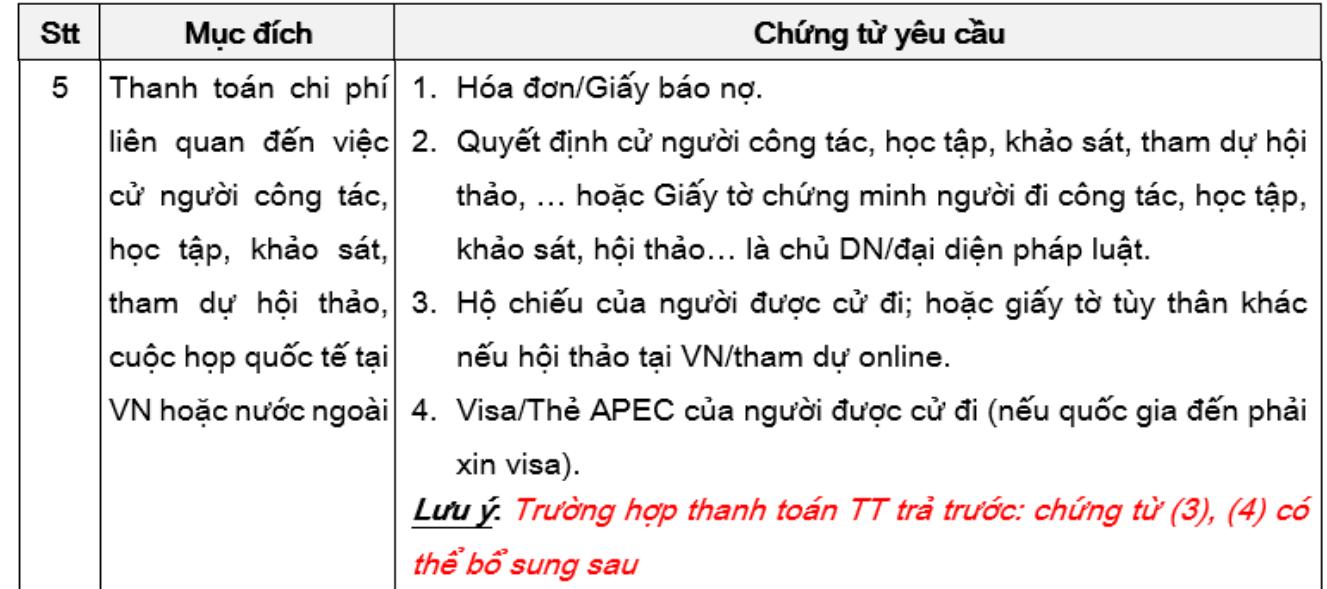 Stt Mục đích Chứng từ yêu cầu
5
Thanh toán chi phí
liên quan đến việc
cử người công tác,
học tập, khảo sát,
tham dự hội thảo,
cuộc họp quốc tế tại
VN hoặc nước ngoài
1. Hóa đơn/Giấy báo nợ.
2. Quyết định cử người công tác, học tập, khảo sát, tham dự hội
thảo, … hoặc Giấy tờ chứng minh người đi công tác, học tập,
khảo sát, hội thảo… là chủ DN/đại diện pháp luật.
3. Hộ chiếu của người được cử đi; hoặc giấy tờ tùy thân khác
nếu hội thảo tại VN/tham dự online.
4. Visa/Thẻ APEC của người được cử đi (nếu quốc gia đến phải
xin visa).
Lưu ý: Trường hợp thanh toán TT trả trước: chứng từ (3), (4) có
thể bổ sung sau